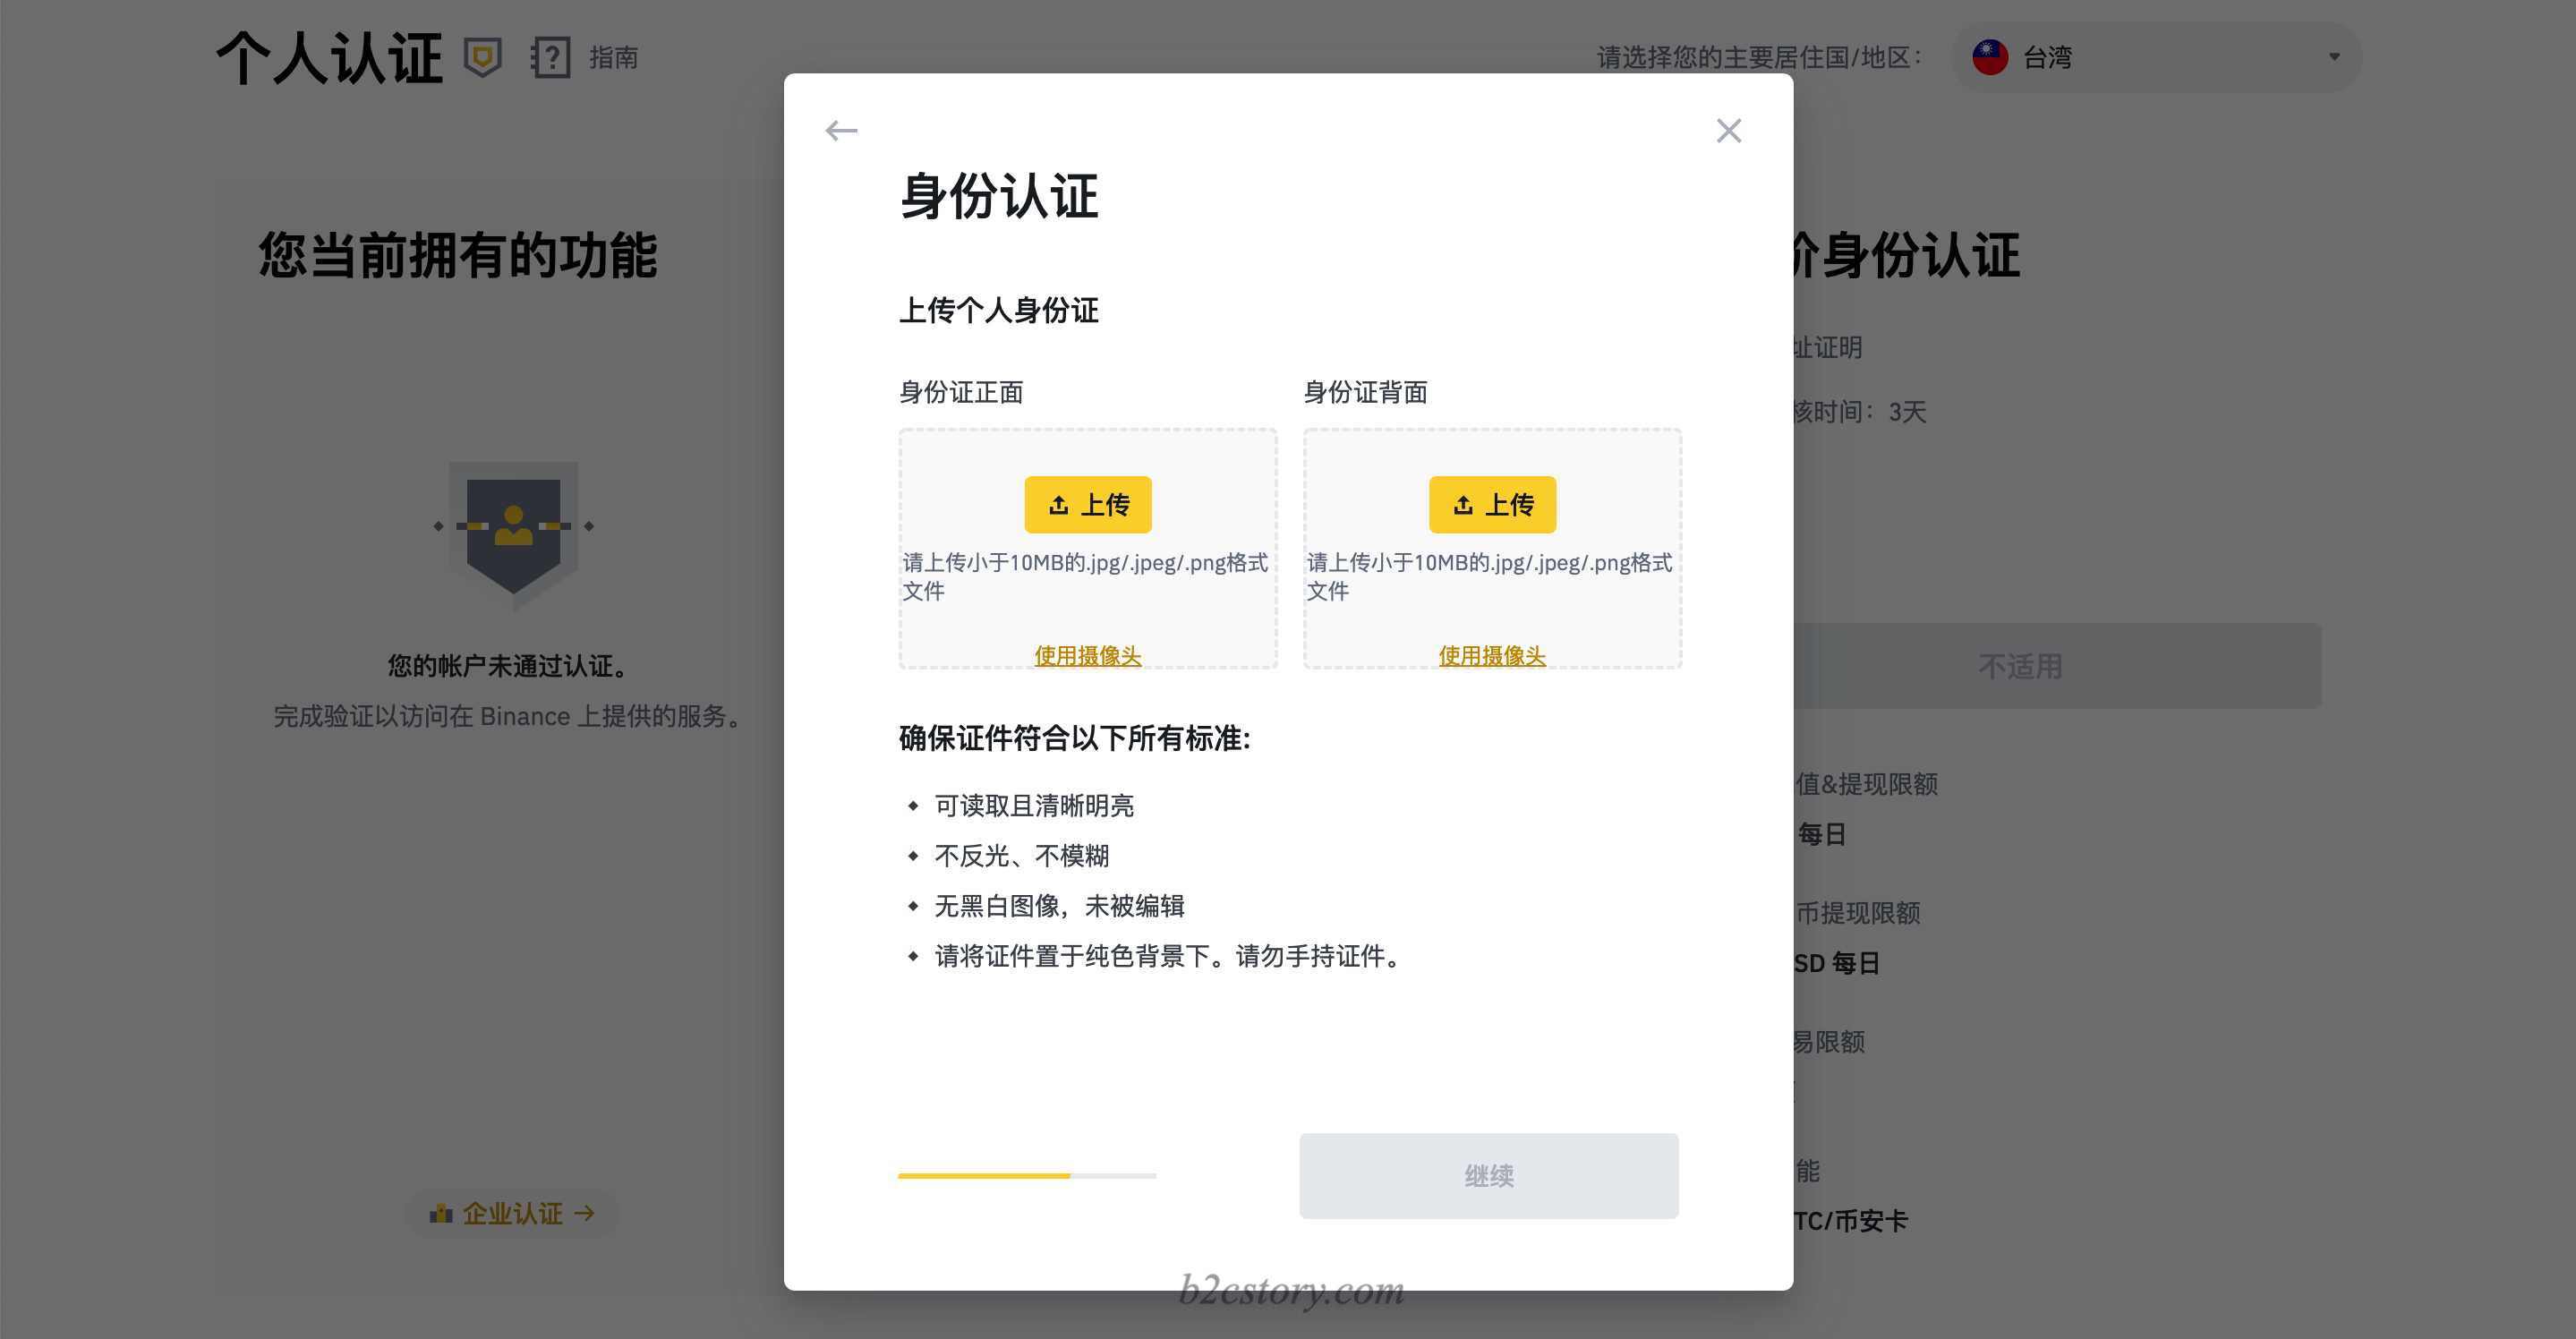 个人认证
指南
请选择您的主要居住国/地区：
台湾
您当前拥有的功能
您的帐户未通过认证。
完成验证以访问在 Binance 上提供的服务。
企业认证
身份认证
上传个人身份证
身份证正面
上传
请上传小于10MB的.jpg/.jpeg/.png格式
文件
使用摄像头
身份证背面
上传
请上传小于10MB的.jpg/.jpeg/.png格式
文件
使用摄像头
确保证件符合以下所有标准:
可读取且清晰明亮
不反光、不模糊
无黑白图像，未被编辑
请将证件置于纯色背景下。请勿手持证件。
继续
身份认证
址证明
核时间：3天
不适用
值&提现限额
每日
币提现限额
SD 每日
易限额
能
TC/币安卡
b2cstory.com